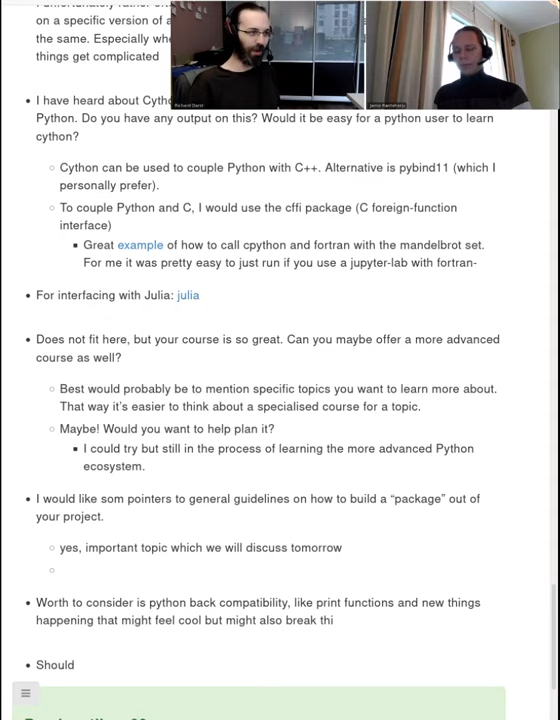 on a specific version of a
the same. Especially whe
things get complicated
Richard Darst
• I have heard about Cytho
Python. Do you have any output on this? Would it be easy for a python user to learn
cython?
◦ Cython can be used to couple Python with C++. Alternative is pybind11 (which I
personally prefer).
◦ To couple Python and C, I would use the cffi package (C foreign-function
interface)
▪ Great example of how to call cpython and fortran with the mandelbrot set.
For me it was pretty easy to just run if you use a jupyter-lab with fortran-
• For interfacing with Julia: julia
• Does not fit here, but your course is so great. Can you maybe offer a more advanced
course as well?
◦ Best would probably be to mention specific topics you want to learn more about.
That way it's easier to think about a specialised course for a topic.
◦ Maybe! Would you want to help plan it?
▪ I could try but still in the process of learning the more advanced Python
ecosystem.
• I would like som pointers to general guidelines on how to build a “package” out of
your project.
◦ yes, important topic which we will discuss tomorrow
◦
• Worth to consider is python back compatibility, like print functions and new things
happening that might feel cool but might also break thi
• Should